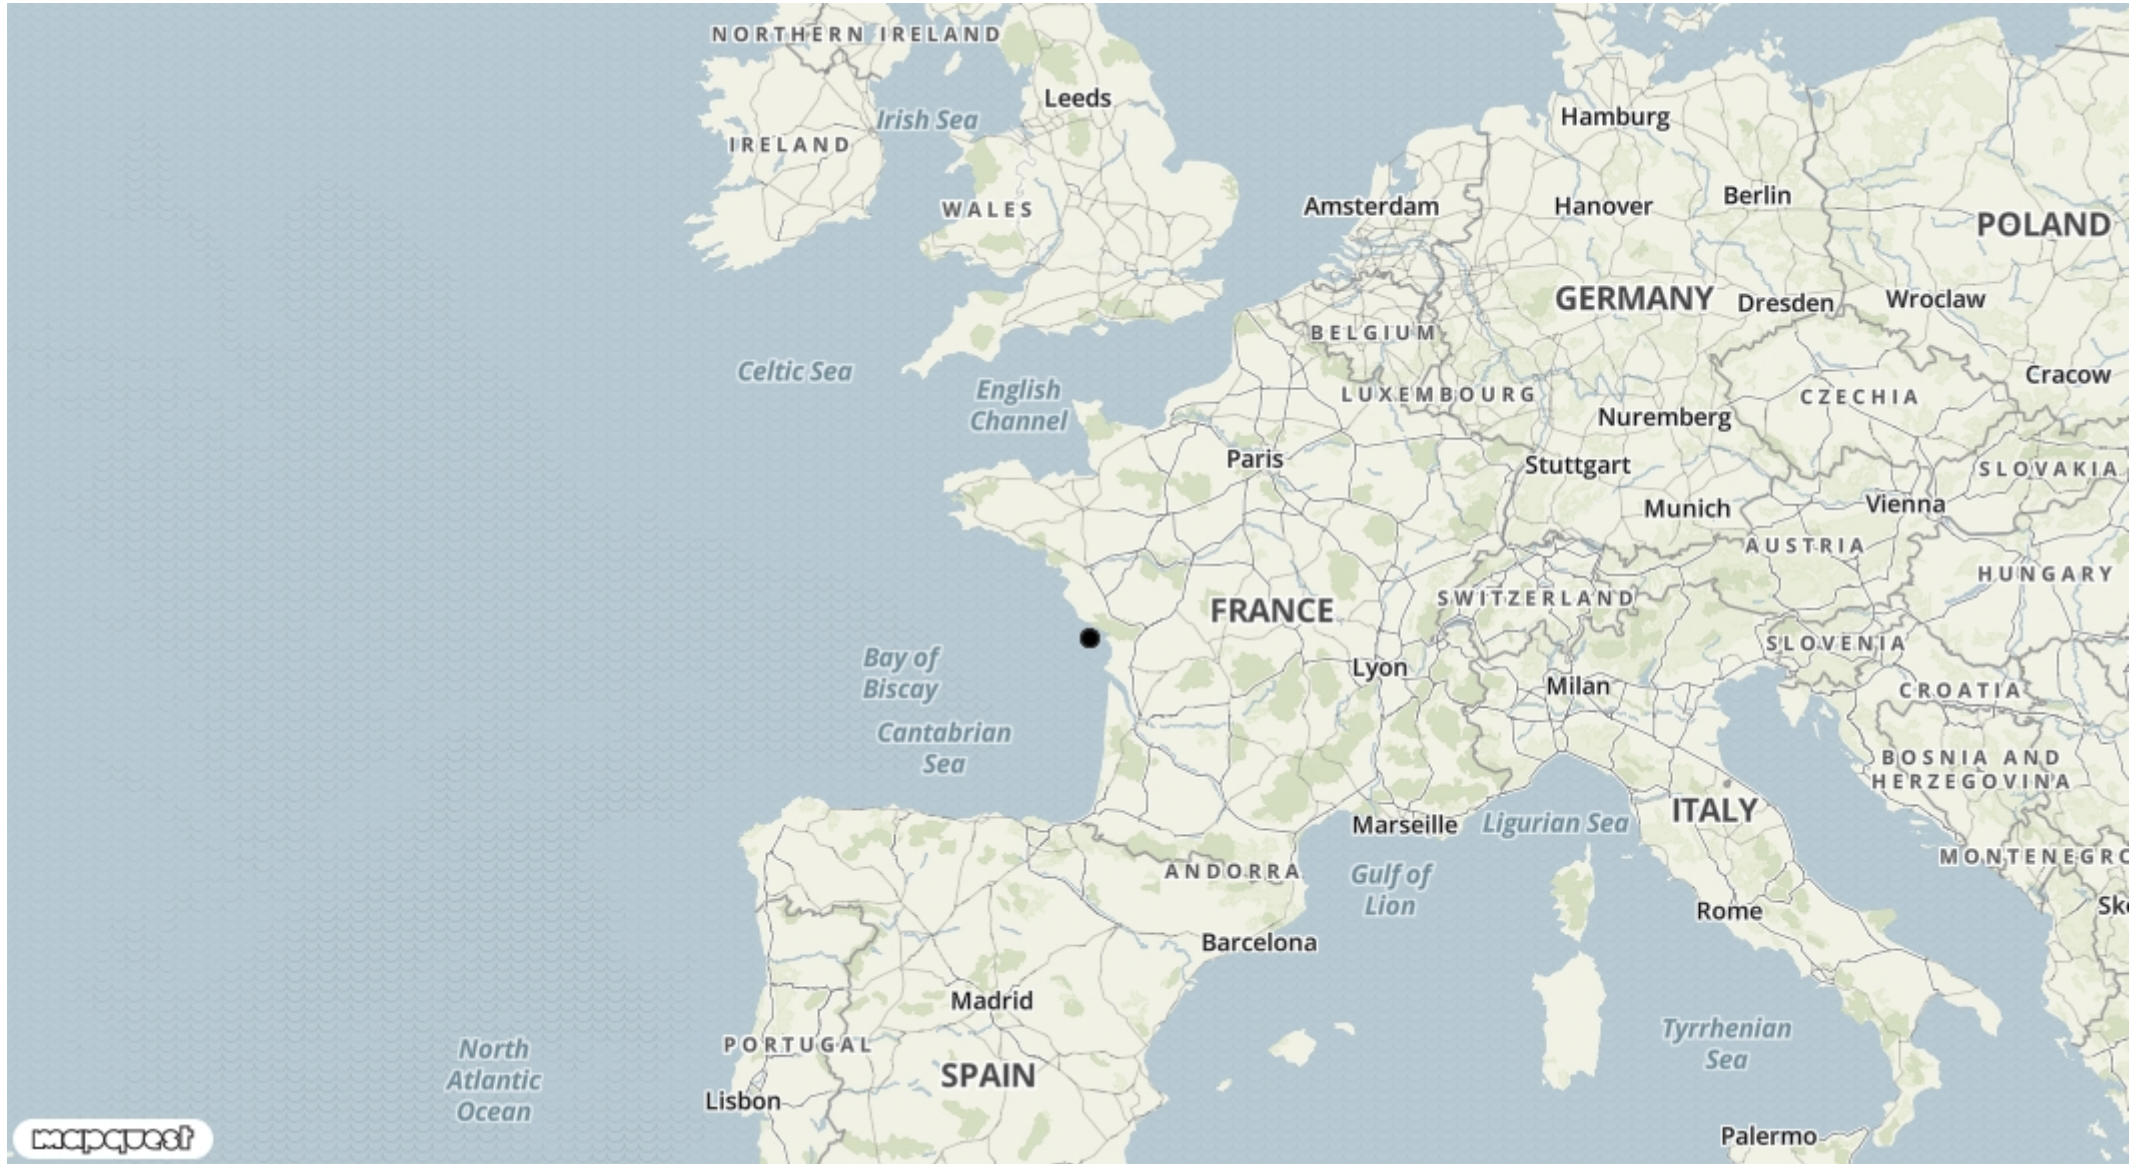 NORTHERN IRELAND
Leeds
Irish Sea
IRELAND
Hamburg
WALES
Amsterdam
Hanover
Berlin
POLAND
GERMANY
Dresden
Wroclaw
BELGIUM
Celtic Sea
English
Channel
LUXEMBOURG
CZECHIA
Cracow
Nuremberg
Paris
Stuttgart
SLOVAKIA
Munich
Vienna
AUSTRIA
HUNGARY
FRANCE
SWITZERLAND
SLOVENIA
Bay of
Biscay
Lyon
Milan
CROATIA
Cantabrian
Sea
BOSNIA AND
HERZEGOVINA
ITALY
Marseille
Ligurian Sea
ANDORRA
MONTENEGRO
Gulf of
Lion
Rome
Sk
Barcelona
Madrid
PORTUGAL
SPAIN
Tyrrhenian
Sea
North
Atlantic
Ocean
Lisbon
Palermo
mapquest